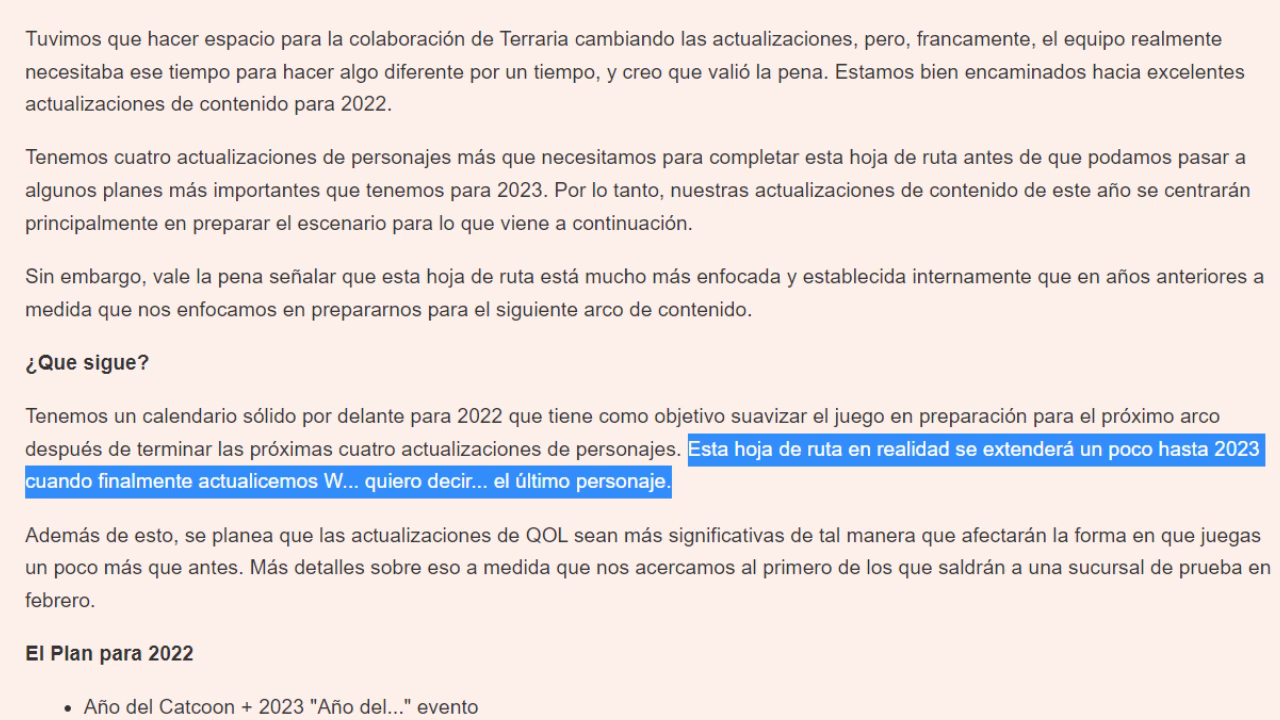 Tuvimos que hacer espacio para la colaboración de Terraria cambiando las actualizaciones, pero, francamente, el equipo realmente
necesitaba ese tiempo para hacer algo diferente por un tiempo, y creo que valió la pena. Estamos bien encaminados hacia excelentes
actualizaciones de contenido para 2022.
Tenemos cuatro actualizaciones de personajes más que necesitamos para completar esta hoja de ruta antes de que podamos pasar a
algunos planes más importantes que tenemos para 2023. Por lo tanto, nuestras actualizaciones de contenido de este año se centrarán
principalmente en preparar el escenario para lo que viene a continuación.
Sin embargo, vale la pena señalar que esta hoja de ruta está mucho más enfocada y establecida internamente que en años anteriores a
medida que nos enfocamos en prepararnos para el siguiente arco de contenido.
¿Que sigue?
Tenemos un calendario sólido por delante para 2022 que tiene como objetivo suavizar el juego en preparación para el próximo arco
después de terminar las próximas cuatro actualizaciones de personajes. Esta hoja de ruta en realidad se extenderá un poco hasta 2023
cuando finalmente actualicemos W... quiero decir... el último personaje.
Además de esto, se planea que las actualizaciones de QOL sean más significativas de tal manera que afectarán la forma en que juegas
un poco más que antes. Más detalles sobre eso a medida que nos acercamos al primero de los que saldrán a una sucursal de prueba en
febrero.
El Plan para 2022
• Año del Catcoon + 2023 "Año del..." evento